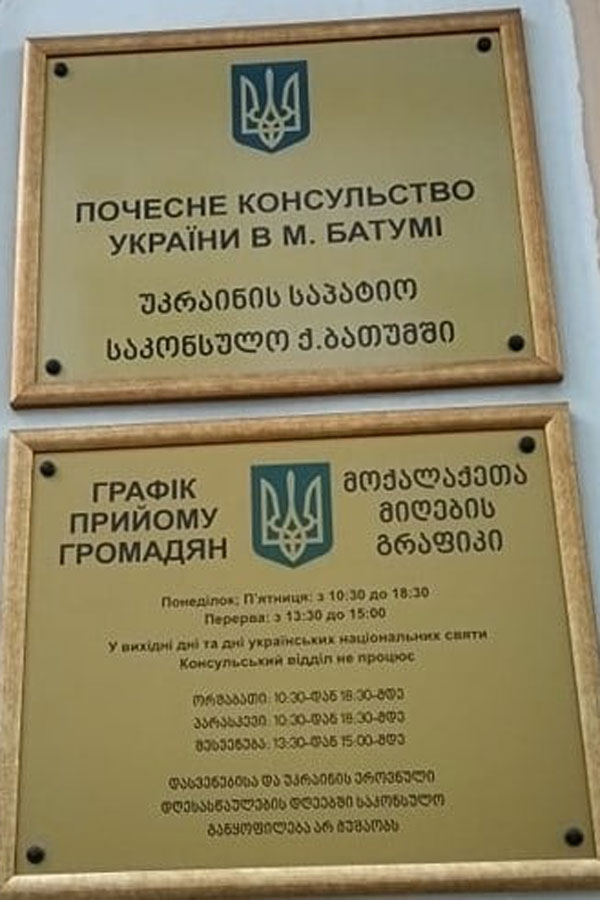 ПОЧЕСНЕ КОНСУЛЬСТВО
УКРАЇНИ В М. БАТУМІ
უკრაინის საპატიო
საკონსულო ქ.ბათუმში
ГРАФІК
ПРИЙОМУ
ГРОМАДЯН
მოქალაქეთა
მიღების
გრაფიკი
Понеділок; П'ятниця: з 10:30 до 18:30
Перерва: з 13:30 до 15:00
У вихідні дні та дні українських національних святи
Консульський відділ не працює
ორშაბათი: 10:30-დან 18:30-მდე
პარასკევი: 10:30-დან 18:30-მდე
შესვენება: 13:30-დან 15:00-მდე
დასვენებისა და უკრაინის ეროვნული
დღესასწაულების დღეებში საკონსულო
განყოფილება არ მუშაობს